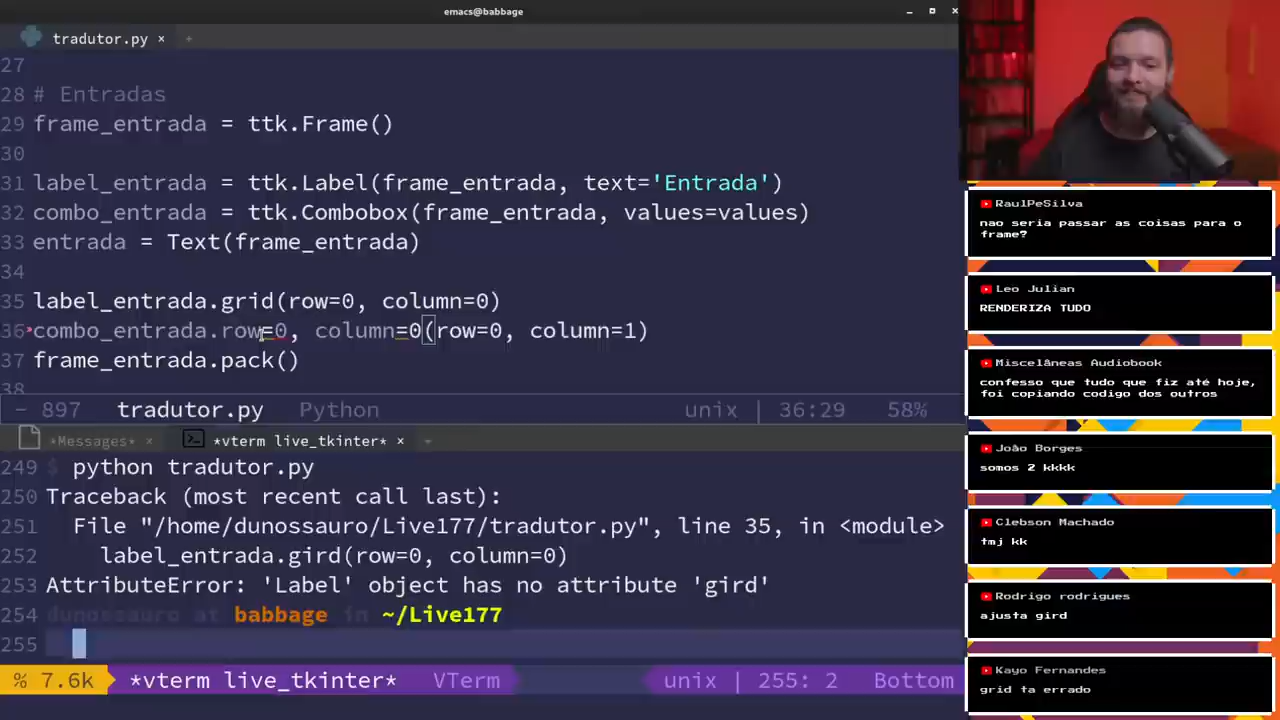 emacs@babbage
tradutor.py
27
28 # Entradas
29 frame_entrada = ttk.Frame()
30
31 label_entrada = ttk.Label(frame_entrada, text='Entrada')
32 combo_entrada = ttk.Combobox(frame_entrada, values=values)
33 entrada = Text(frame_entrada)
34
35 label_entrada.grid(row=0, column=0)
36 combo_entrada.row=0, column=0(row=0, column=1)
37 frame_entrada.pack()
38
- 897 tradutor.py Python unix | 36:29 58%
*Messages* × *vterm live_tkinter* ×
249 $ python tradutor.py
250 Traceback (most recent call last):
251 File "/home/dunossauro/Live177/tradutor.py", line 35, in <module>
252 label_entrada.gird(row=0, column=0)
253 AttributeError: 'Label' object has no attribute 'gird'
254 dunossauro at babbage in ~/Live177
255
% 7.6k *vterm live_tkinter* VTerm unix | 255: 2 Bottom
RaulPeSilva
nao seria passar as coisas para o
frame?
Leo Julian
RENDERIZA TUDO
Miscelâneas Audiobook
confesso que tudo que fiz até hoje,
foi copiando codigo dos outros
João Borges
somos 2 kkkk
Clebson Machado
tmj kk
Rodrigo rodrigues
ajusta gird
Kayo Fernandes
grid ta errado